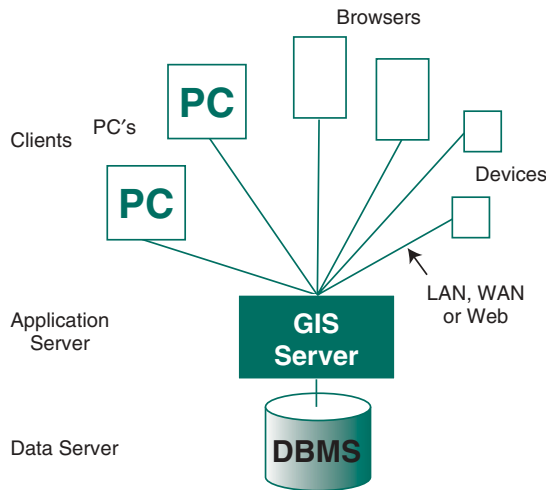 Browsers
PC
PC′s
Clients
PC
Devices
LAN, WAN
or Web
Application
Server
GIS
Server
Data Server
DBMS